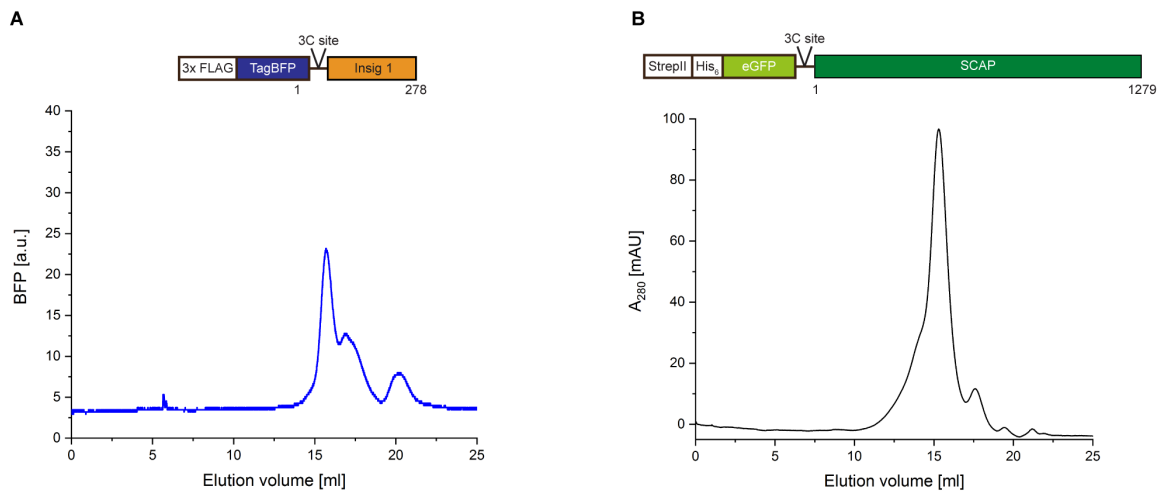 A
3C site
3x FLAG TagBFP Insig 1
1 278
40
35
30
25
20
15
10
5
0
BFP [a.u.]
0 5 10 15 20 25
Elution volume [ml]
B
3C site
StrepII His6 eGFP SCAP
1 1279
100
80
60
40
20
0
A280 [mAU]
0 5 10 15 20 25
Elution volume [ml]